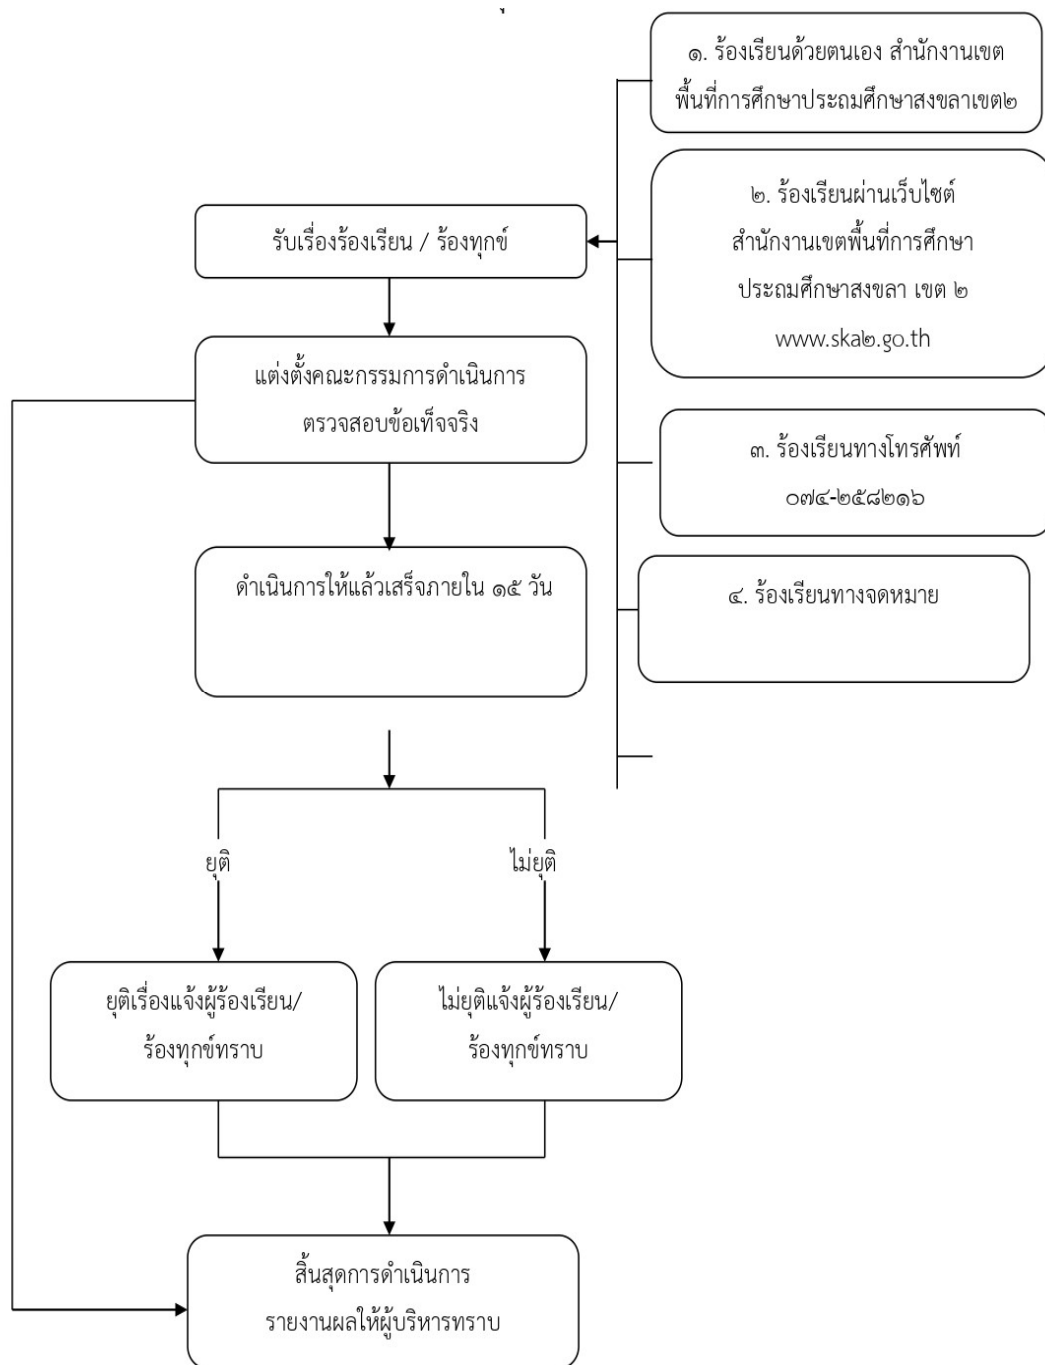 ๑. ร้องเรียนด้วยตนเอง สำนักงานเขต
พื้นที่การศึกษาประถมศึกษาสงขลาเขต๒
๒. ร้องเรียนผ่านเว็บไซต์
สำนักงานเขตพื้นที่การศึกษา
ประถมศึกษาสงขลา เขต ๒
www.ska๒.go.th
๓. ร้องเรียนทางโทรศัพท์
๐๗๔-๒๕๘๒๑๖
๔. ร้องเรียนทางจดหมาย
รับเรื่องร้องเรียน / ร้องทุกข์
แต่งตั้งคณะกรรมการดำเนินการ
ตรวจสอบข้อเท็จจริง
ดำเนินการให้แล้วเสร็จภายใน ๑๕ วัน
ยุติ
ไม่ยุติ
ยุติเรื่องแจ้งผู้ร้องเรียน/
ร้องทุกข์ทราบ
ไม่ยุติแจ้งผู้ร้องเรียน/
ร้องทุกข์ทราบ
สิ้นสุดการดำเนินการ
รายงานผลให้ผู้บริหารทราบ